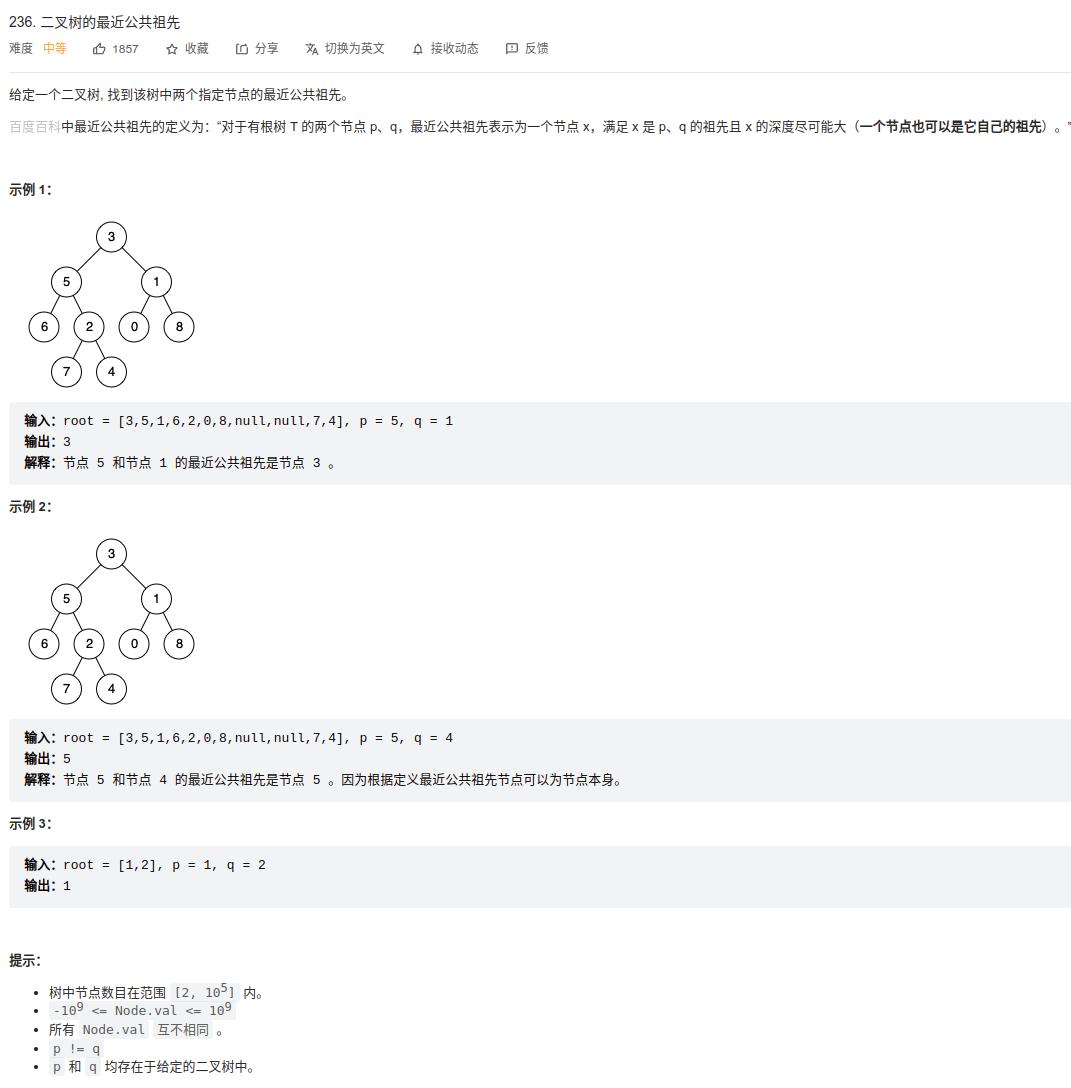 236. 二叉树的最近公共祖先
难度 中等 1857 收藏 分享 切换为英文 接收动态 反馈
给定一个二叉树, 找到该树中两个指定节点的最近公共祖先。
百度百科中最近公共祖先的定义为：“对于有根树 T 的两个节点 p、q，最近公共祖先表示为一个节点 x，满足 x 是 p、q 的祖先且 x 的深度尽可能大（一个节点也可以是它自己的祖先）。”
示例 1：
3
5 1
6 2 0 8
7 4
输入：root = [3,5,1,6,2,0,8,null,null,7,4], p = 5, q = 1
输出：3
解释：节点 5 和节点 1 的最近公共祖先是节点 3 。
示例 2：
3
5 1
6 2 0 8
7 4
输入：root = [3,5,1,6,2,0,8,null,null,7,4], p = 5, q = 4
输出：5
解释：节点 5 和节点 4 的最近公共祖先是节点 5 。因为根据定义最近公共祖先节点可以为节点本身。
示例 3：
输入：root = [1,2], p = 1, q = 2
输出：1
提示：
• 树中节点数目在范围 [2, 10⁵] 内。
• -10⁹ <= Node.val <= 10⁹
• 所有 Node.val 互不相同 。
• p != q
• p 和 q 均存在于给定的二叉树中。